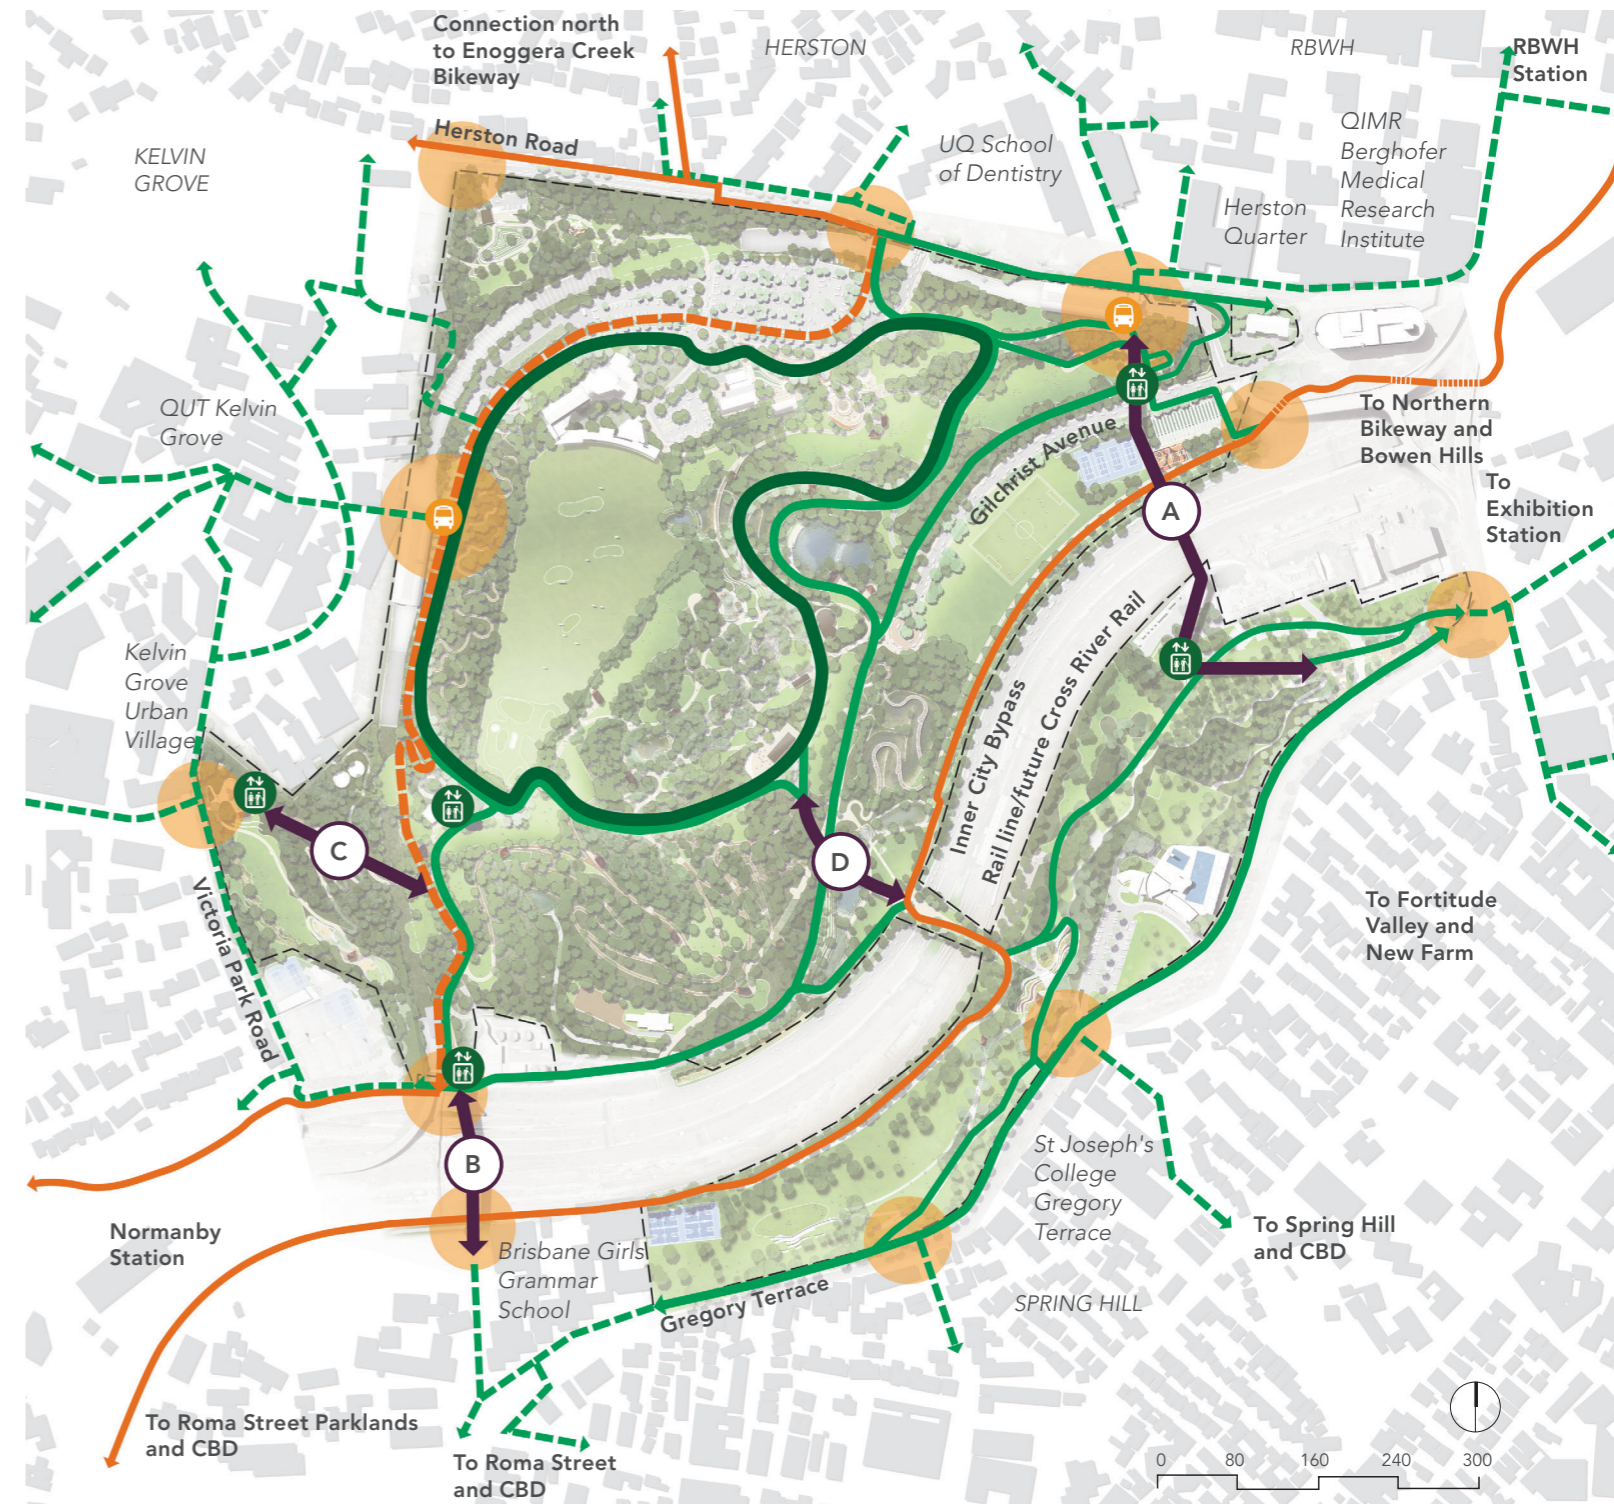 Connection north
to Enoggera Creek
Bikeway
HERSTON
RBWH
RBWH
Station
Herston Road
KELVIN
GROVE
UQ School
of Dentistry
QIMR
Berghofer
Medical
Research
Institute
Herston
Quarter
QUT Kelvin
Grove
To Northern
Bikeway and
Bowen Hills
Gilchrist Avenue
To
Exhibition
Station
A
Kelvin
Grove
Urban
Village
Inner City Bypass
Rail line/future Cross River Rail
C
D
Victoria Park Road
To Fortitude
Valley and
New Farm
B
St Joseph's
College
Gregory
Terrace
Normanby
Station
Brisbane Girls
Grammar
School
To Spring Hill
and CBD
Gregory Terrace
SPRING HILL
To Roma Street Parklands
and CBD
To Roma Street
and CBD
0 80 160 240 300